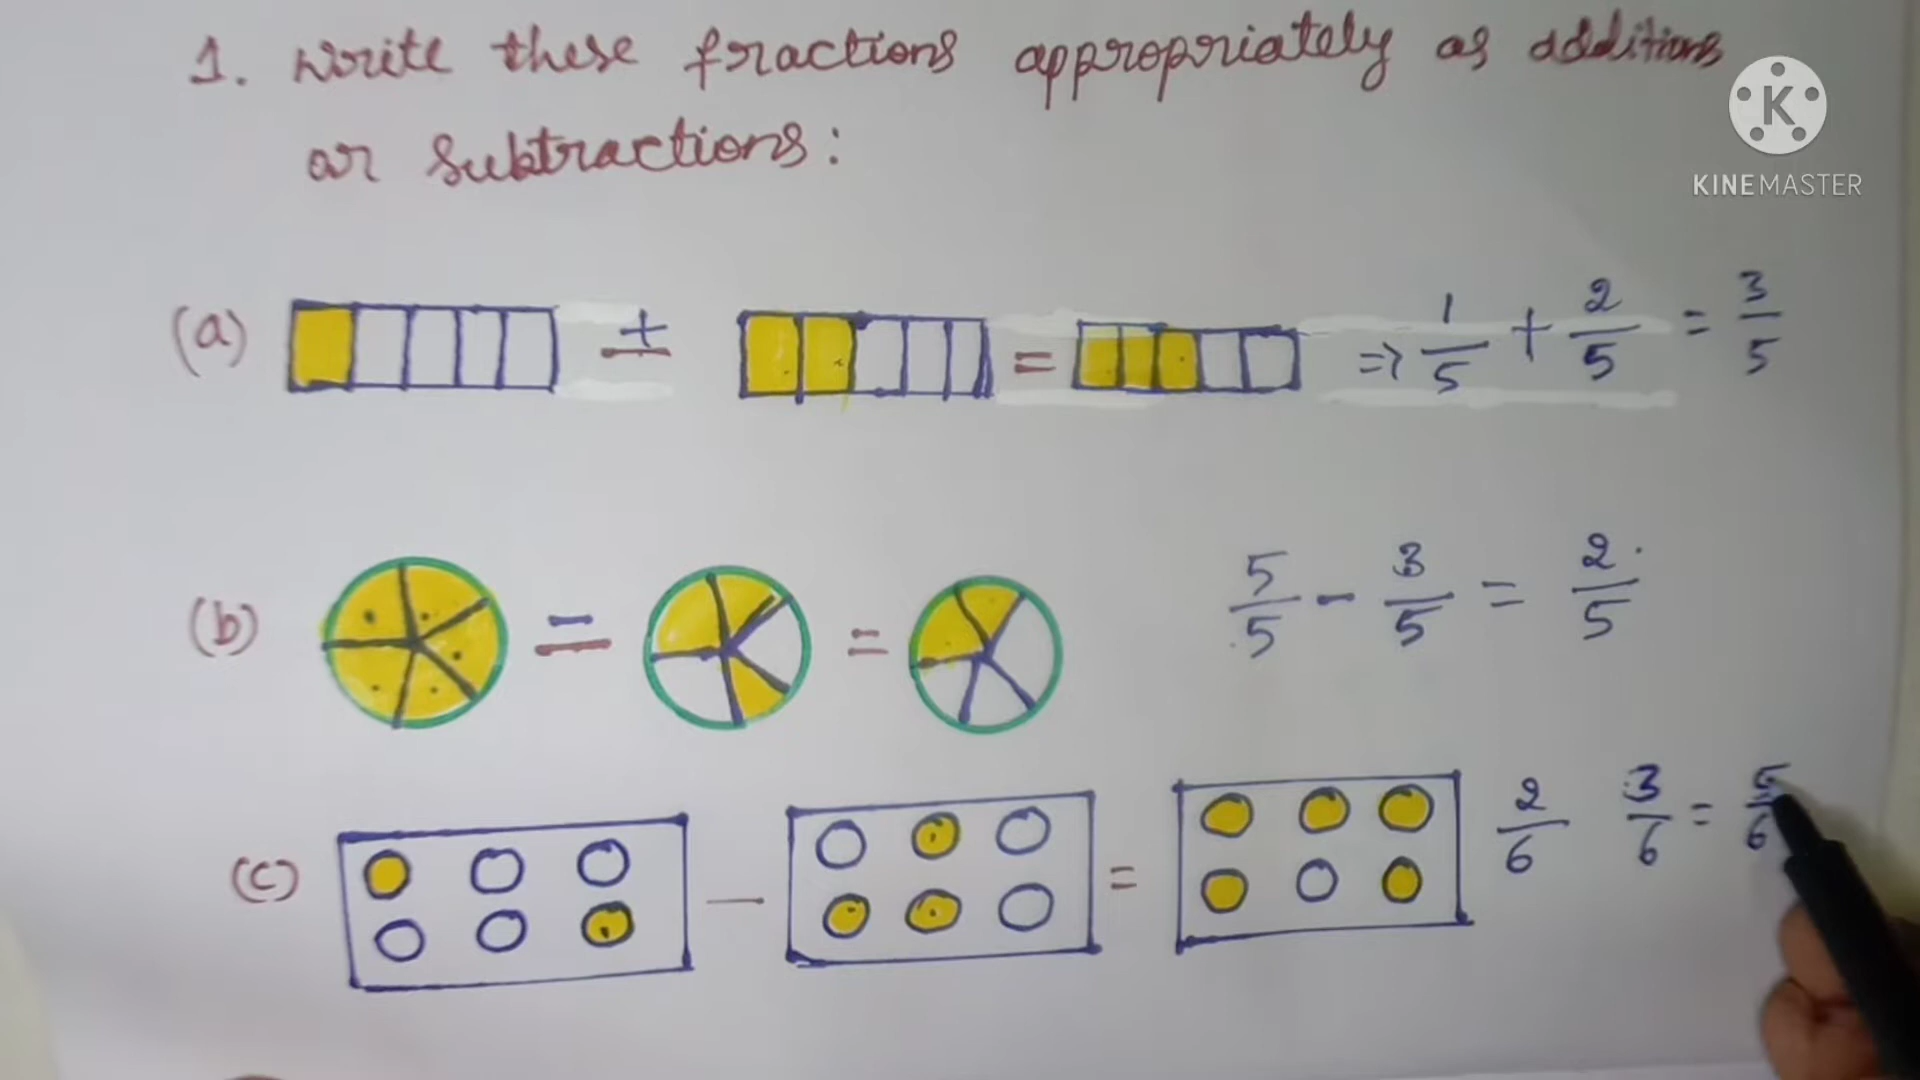 1. Write these fractions appropriately as additions
or subtractions:
K
KINEMASTER
(a) + = => 1/5 + 2/5 = 3/5
(b) - = 5/5 - 3/5 = 2/5
(c) — = 2/6 3/6 = 5/6